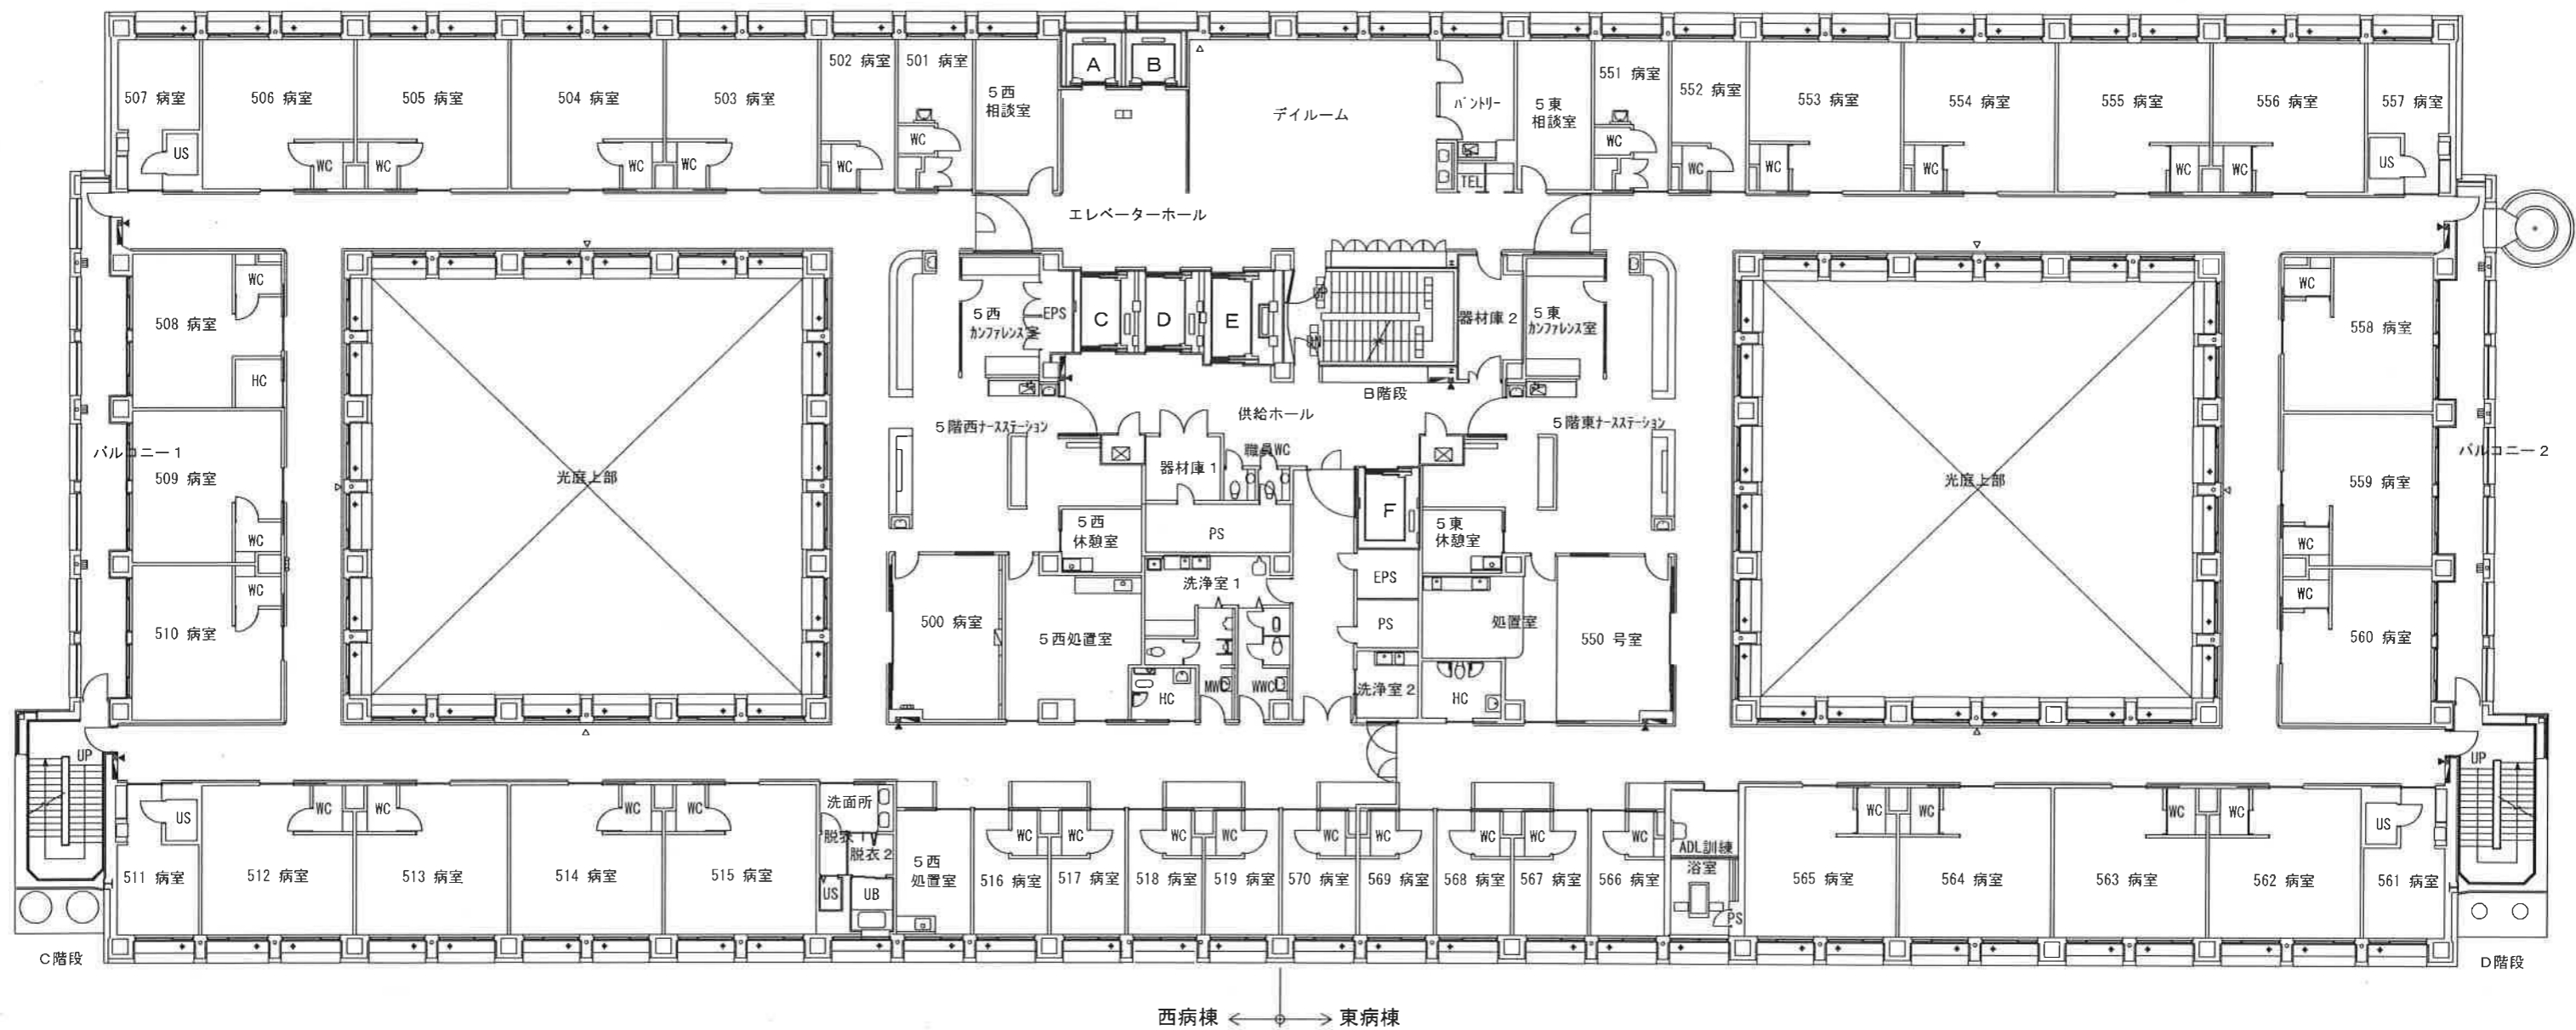 A
B
507 病室
506 病室
505 病室
504 病室
503 病室
502 病室
501 病室
5西
相談室
デイルーム
パントリー
5東
相談室
551 病室
552 病室
553 病室
554 病室
555 病室
556 病室
557 病室
US
WC
WC
WC
WC
WC
WC
TEL
WC
WC
WC
WC
WC
WC
US
エレベーターホール
508 病室
WC
HC
5西
カンファレンス室
EPS
C
D
E
器材庫2
5東
カンファレンス室
WC
558 病室
B階段
供給ホール
バルコニー1
509 病室
WC
光庭上部
5階西ナースステーション
器材庫1
職員WC
5階東ナースステーション
光庭上部
559 病室
WC
バルコニー2
5西
休憩室
PS
F
5東
休憩室
510 病室
WC
500 病室
5西処置室
洗浄室1
EPS
PS
処置室
550 号室
WC
560 病室
HC
MWC
WWC
洗浄室2
HC
UP
UP
US
WC
WC
WC
WC
洗面所
脱衣1
脱衣2
US
UB
5西
処置室
WC
WC
WC
WC
WC
WC
WC
WC
WC
ADL訓練
浴室
PS
WC
WC
WC
WC
US
511 病室
512 病室
513 病室
514 病室
515 病室
516 病室
517 病室
518 病室
519 病室
570 病室
569 病室
568 病室
567 病室
566 病室
565 病室
564 病室
563 病室
562 病室
561 病室
C階段
D階段
西病棟
東病棟